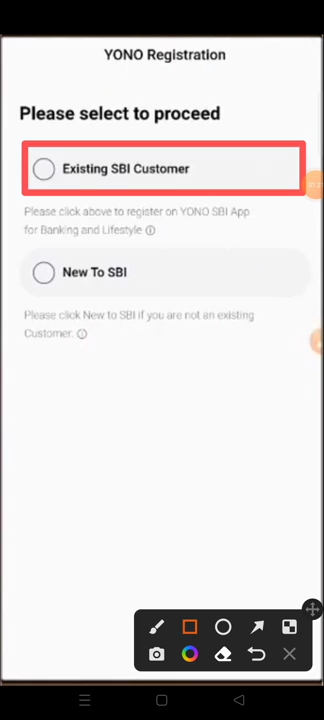 YONO Registration
Please select to proceed
Existing SBI Customer
Please click above to register on YONO SBI App
for Banking and Lifestyle
New To SBI
Please click New to SBI if you are not an existing
Customer.